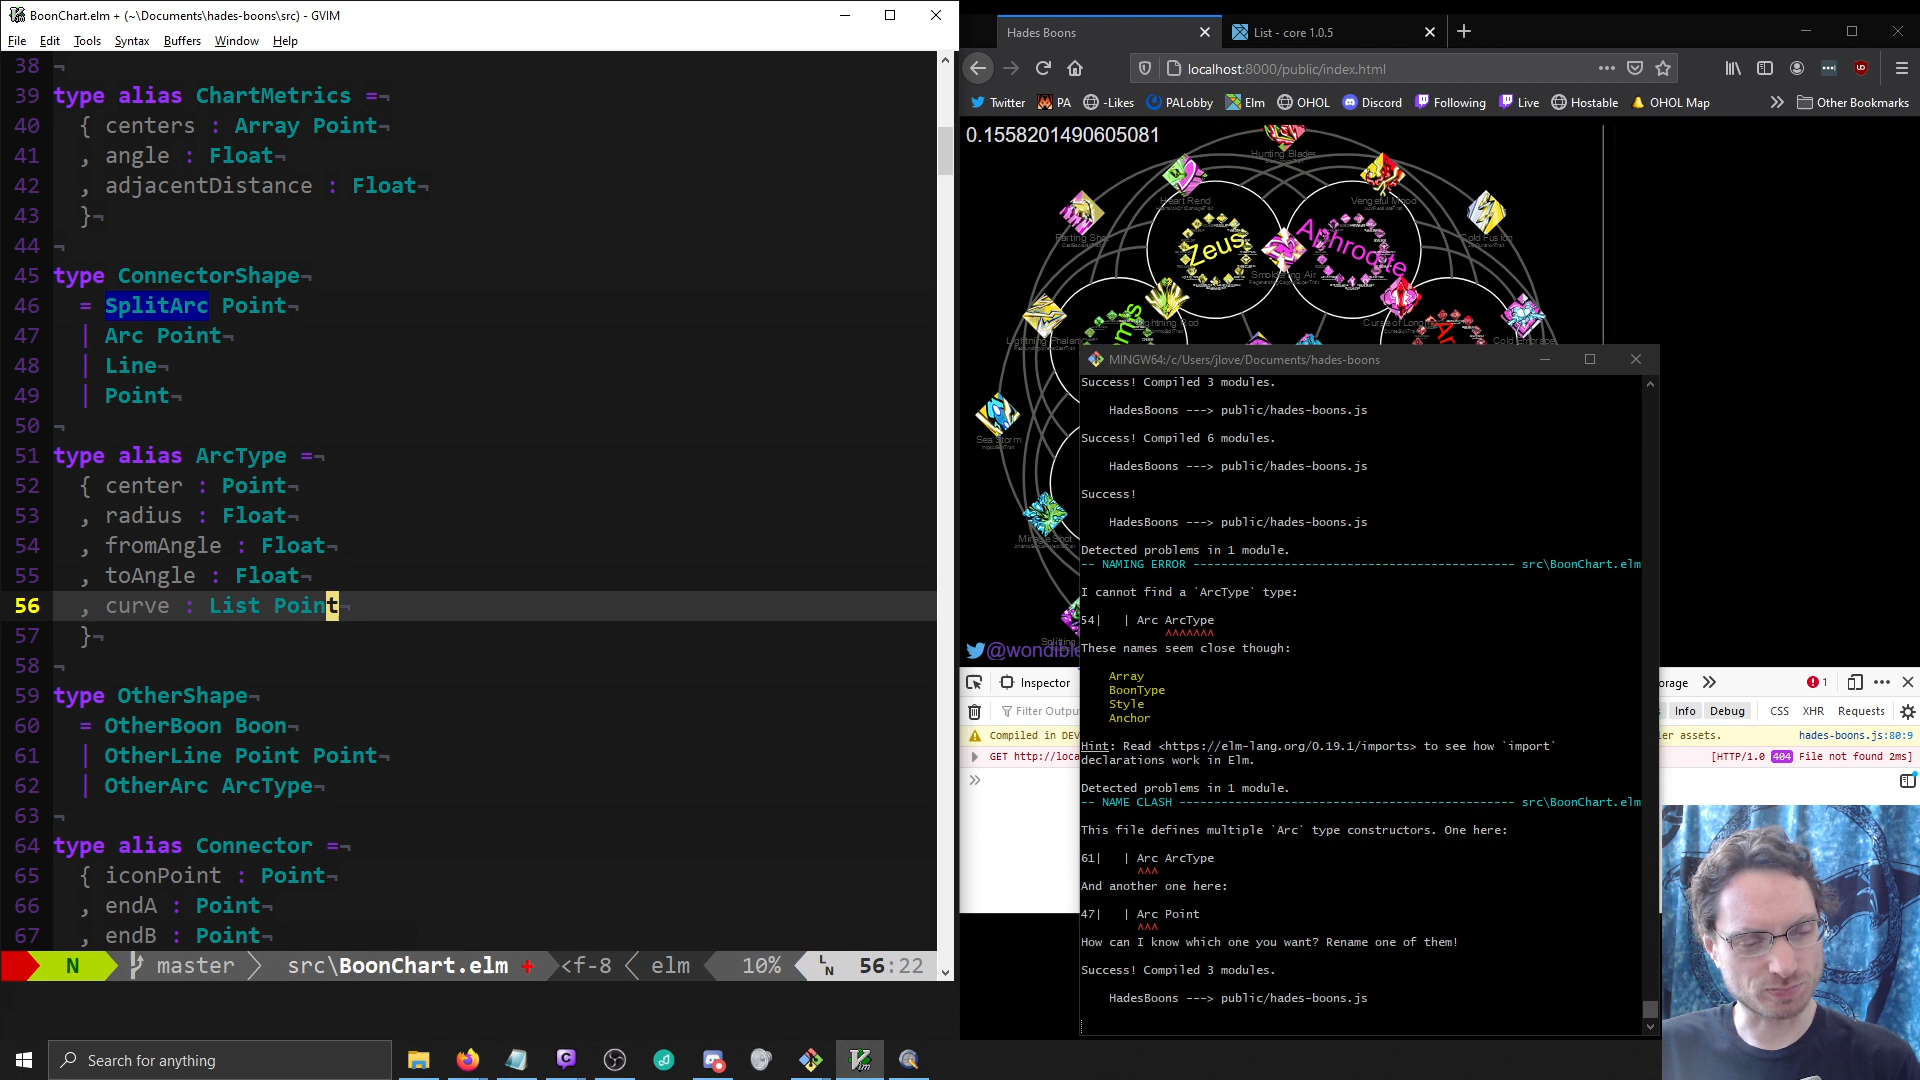 BoonChart.elm + (~\Documents\hades-boons\src) - GVIM
File Edit Tools Syntax Buffers Window Help
38 ¬
39 type alias ChartMetrics =¬
40 { centers : Array Point¬
41 , angle : Float¬
42 , adjacentDistance : Float¬
43 }¬
44 ¬
45 type ConnectorShape¬
46 = SplitArc Point¬
47 | Arc Point¬
48 | Line¬
49 | Point¬
50 ¬
51 type alias ArcType =¬
52 { center : Point¬
53 , radius : Float¬
54 , fromAngle : Float¬
55 , toAngle : Float¬
56 , curve : List Point¬
57 }¬
58 ¬
59 type OtherShape¬
60 = OtherBoon Boon¬
61 | OtherLine Point Point¬
62 | OtherArc ArcType¬
63 ¬
64 type alias Connector =¬
65 { iconPoint : Point¬
66 , endA : Point¬
67 , endB : Point¬
N master src\BoonChart.elm + <f-8 elm 10% LN 56:22
Hades Boons
List - core 1.0.5
localhost:8000/public/index.html
Twitter PA -Likes PALobby Elm OHOL Discord Following Live Hostable OHOL Map Other Bookmarks
0.1558201490605081
Hunting Blades
Heart Rend
Vengeful Mood
Parting Shot
Cold Fusion
Zeus
Aphrodite
Smoldering Air
Lightning Rod
Curse of Longing
Lightning Phalanx
Cold Embrace
Sea Storm
Mirage Shot
@wondible
MINGW64:/c/Users/jlove/Documents/hades-boons
Success! Compiled 3 modules.
HadesBoons ---> public/hades-boons.js
Success! Compiled 6 modules.
HadesBoons ---> public/hades-boons.js
Success!
HadesBoons ---> public/hades-boons.js
Detected problems in 1 module.
-- NAMING ERROR ---------------------------------------------- src\BoonChart.elm
I cannot find a `ArcType` type:
54| | Arc ArcType
^^^^^^^
These names seem close though:
Array
BoonType
Style
Anchor
Hint: Read <https://elm-lang.org/0.19.1/imports> to see how `import`
declarations work in Elm.
Detected problems in 1 module.
-- NAME CLASH ------------------------------------------------ src\BoonChart.elm
This file defines multiple `Arc` type constructors. One here:
61| | Arc ArcType
^^^
And another one here:
47| | Arc Point
^^^
How can I know which one you want? Rename one of them!
Success! Compiled 3 modules.
HadesBoons ---> public/hades-boons.js
Inspector
orage
1
Filter Outpu
Info Debug CSS XHR Requests
Compiled in DEV
ler assets. hades-boons.js:80:9
GET http://loca
[HTTP/1.0 404 File not found 2ms]
Search for anything